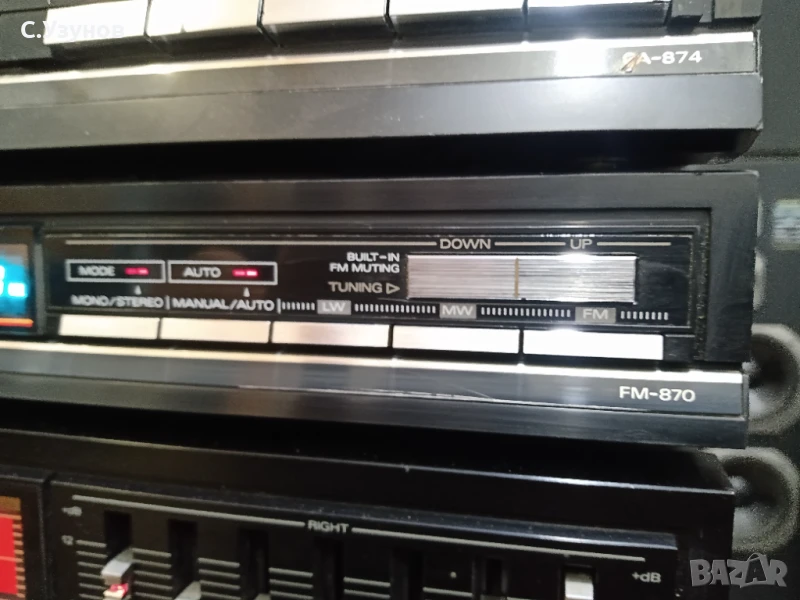 С.Узунов
CA-874
DOWN UP
BUILT-IN
FM MUTING
MODE AUTO
TUNING
MONO/STEREO | MANUAL/AUTO | LW MW FM
FM-870
RIGHT
+dB
12
+dB
BAZAR